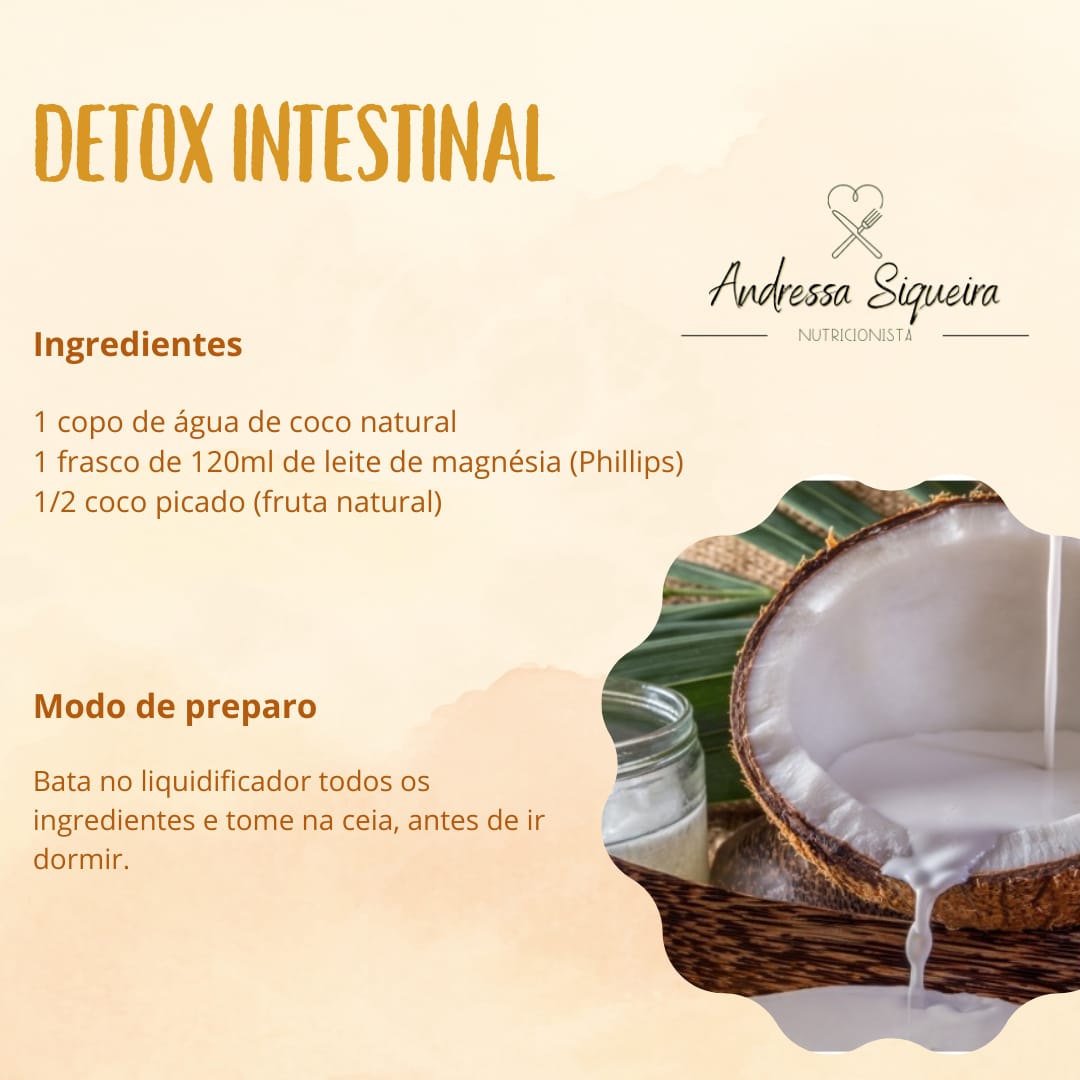 DETOX INTESTINAL
Andressa Siqueira
NUTRICIONISTA
Ingredientes
1 copo de água de coco natural
1 frasco de 120ml de leite de magnésia (Phillips)
1/2 coco picado (fruta natural)
Modo de preparo
Bata no liquidificador todos os
ingredientes e tome na ceia, antes de ir
dormir.